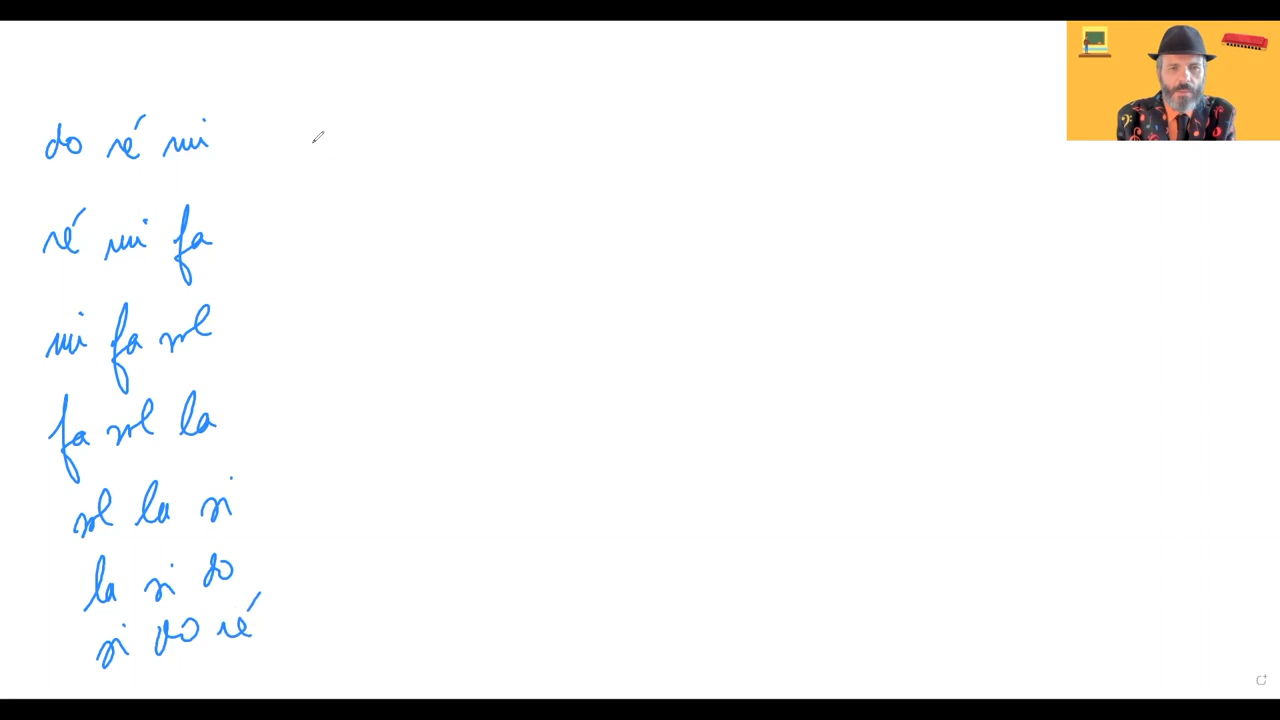 do ré mi
ré mi fa
mi fa sol
fa sol la
sol la si
la si do
si do ré